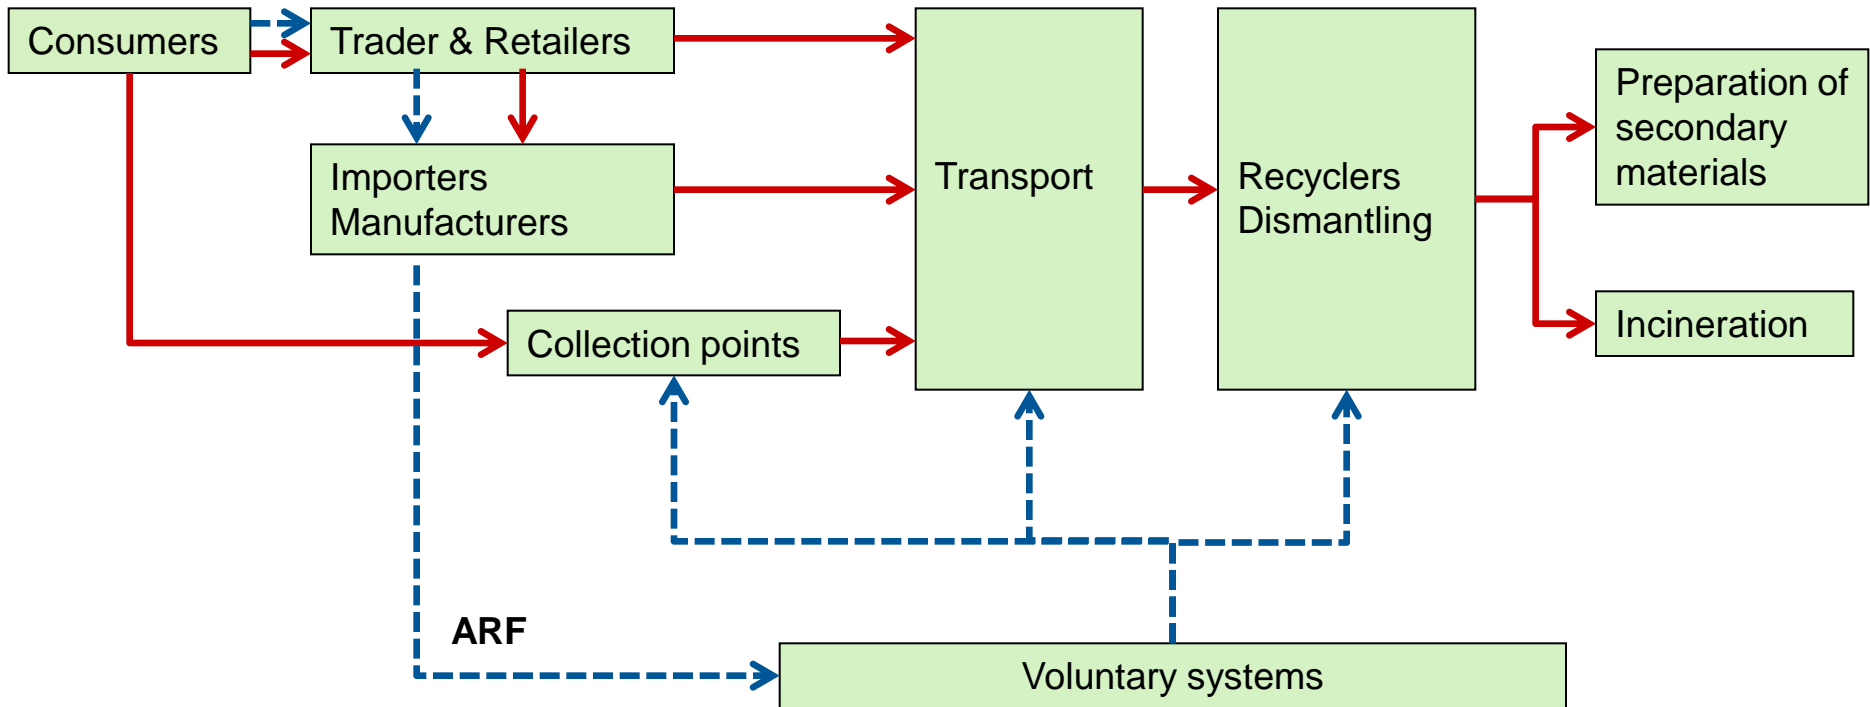 Consumers
Trader & Retailers
Importers
Manufacturers
Collection points
Transport
Recyclers
Dismantling
Preparation of
secondary
materials
Incineration
ARF
Voluntary systems